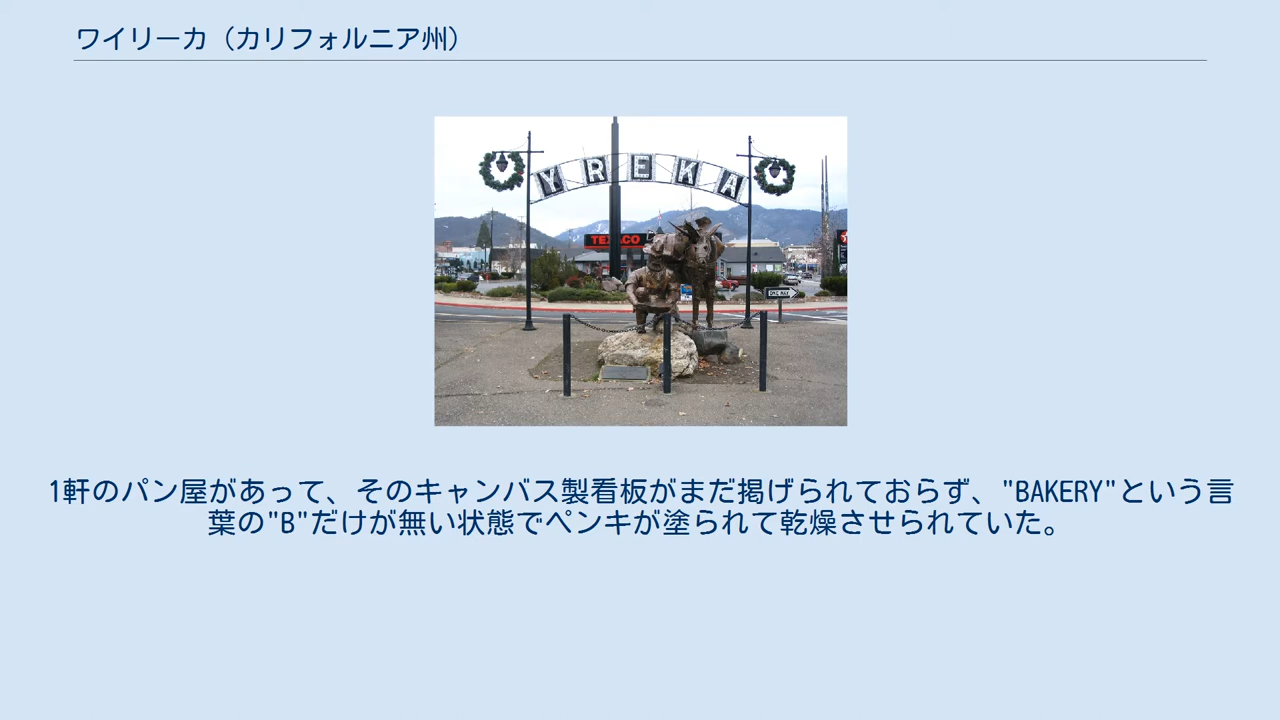 ワイリーカ（カリフォルニア州）
YREKA
TEXACO
ONE WAY
1軒のパン屋があって、そのキャンバス製看板がまだ掲げられておらず、"BAKERY"という言
葉の"B"だけが無い状態でペンキが塗られて乾燥させられていた。